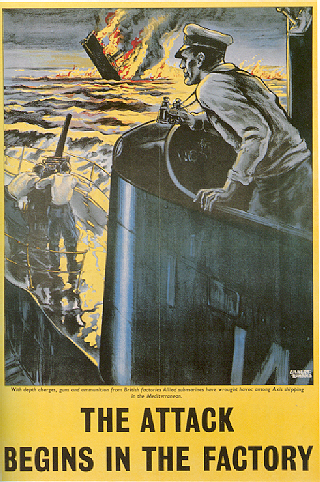 With depth charges, guns and ammunition from British factories Allied submarines have wrought havoc among Axis shipping
in the Mediterranean.
THE ATTACK
BEGINS IN THE FACTORY